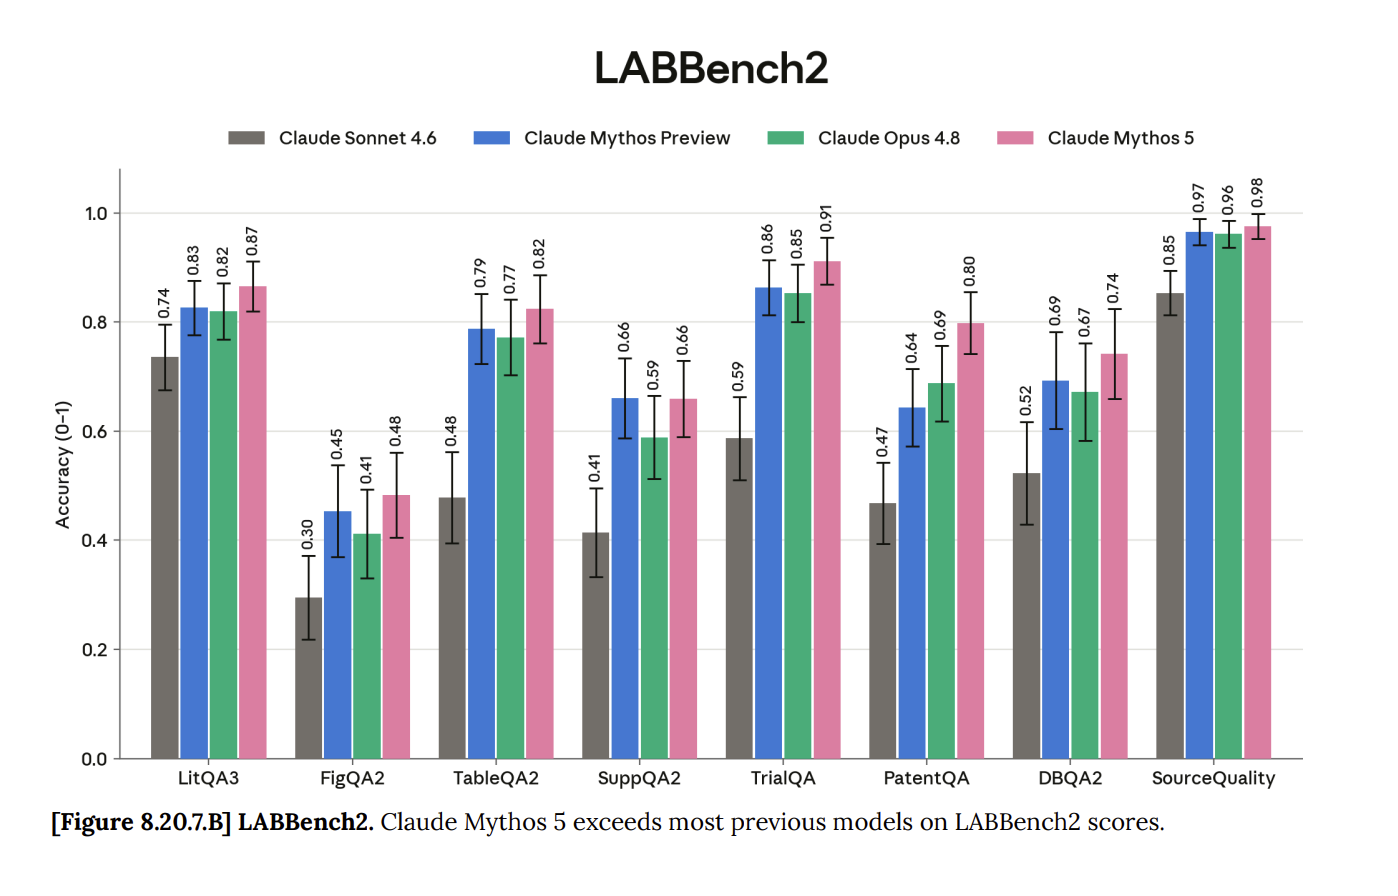 LABBench2
Claude Sonnet 4.6 Claude Mythos Preview Claude Opus 4.8 Claude Mythos 5
Accuracy (0–1)
1.0
0.8
0.6
0.4
0.2
0.0
0.74 0.83 0.82 0.87
0.30 0.45 0.41 0.48
0.48 0.79 0.77 0.82
0.41 0.66 0.59 0.66
0.59 0.86 0.85 0.91
0.47 0.64 0.69 0.80
0.52 0.69 0.67 0.74
0.85 0.97 0.96 0.98
LitQA3 FigQA2 TableQA2 SuppQA2 TrialQA PatentQA DBQA2 SourceQuality
[Figure 8.20.7.B] LABBench2. Claude Mythos 5 exceeds most previous models on LABBench2 scores.